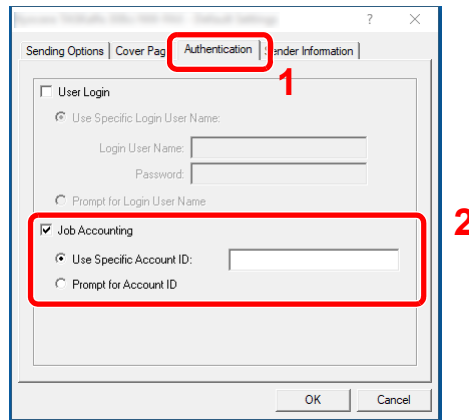 ?
Sending Options Cover Pag Authentication ender Information
1
User Login
Use Specific Login User Name:
Login User Name:
Password:
Prompt for Login User Name
2
Job Accounting
Use Specific Account ID:
Prompt for Account ID
OK Cancel